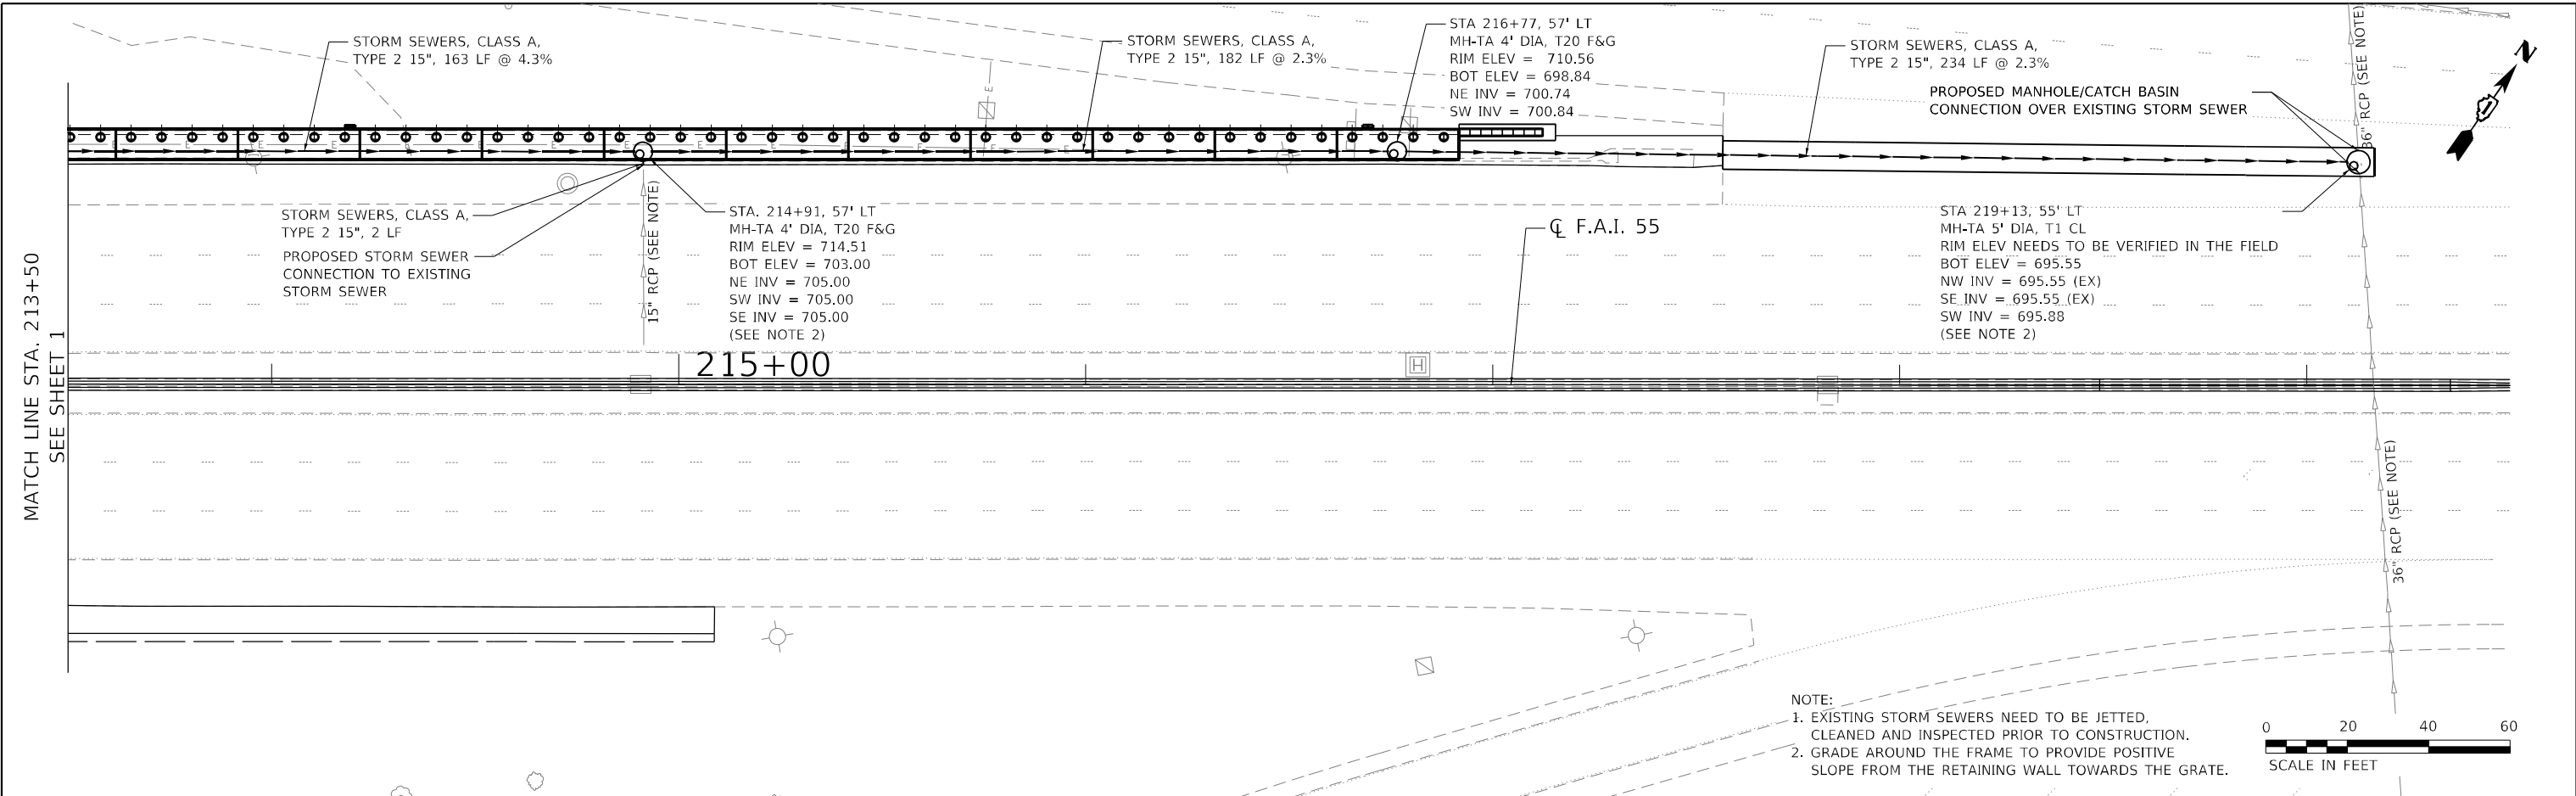 STORM SEWERS, CLASS A,
TYPE 2 15", 163 LF @ 4.3%
STORM SEWERS, CLASS A,
TYPE 2 15", 182 LF @ 2.3%
STA 216+77, 57' LT
MH-TA 4' DIA, T20 F&G
RIM ELEV = 710.56
BOT ELEV = 698.84
NE INV = 700.74
SW INV = 700.84
STORM SEWERS, CLASS A,
TYPE 2 15", 234 LF @ 2.3%
PROPOSED MANHOLE/CATCH BASIN
CONNECTION OVER EXISTING STORM SEWER
36" RCP (SEE NOTE)
N
STORM SEWERS, CLASS A,
TYPE 2 15", 2 LF
PROPOSED STORM SEWER
CONNECTION TO EXISTING
STORM SEWER
15" RCP (SEE NOTE)
STA. 214+91, 57' LT
MH-TA 4' DIA, T20 F&G
RIM ELEV = 714.51
BOT ELEV = 703.00
NE INV = 705.00
SW INV = 705.00
SE INV = 705.00
(SEE NOTE 2)
℄ F.A.I. 55
STA 219+13, 55' LT
MH-TA 5' DIA, T1 CL
RIM ELEV NEEDS TO BE VERIFIED IN THE FIELD
BOT ELEV = 695.55
NW INV = 695.55 (EX)
SE INV = 695.55 (EX)
SW INV = 695.88
(SEE NOTE 2)
MATCH LINE STA. 213+50
SEE SHEET 1
215+00
H
36" RCP (SEE NOTE)
NOTE:
1. EXISTING STORM SEWERS NEED TO BE JETTED,
CLEANED AND INSPECTED PRIOR TO CONSTRUCTION.
2. GRADE AROUND THE FRAME TO PROVIDE POSITIVE
SLOPE FROM THE RETAINING WALL TOWARDS THE GRATE.
0 20 40 60
SCALE IN FEET